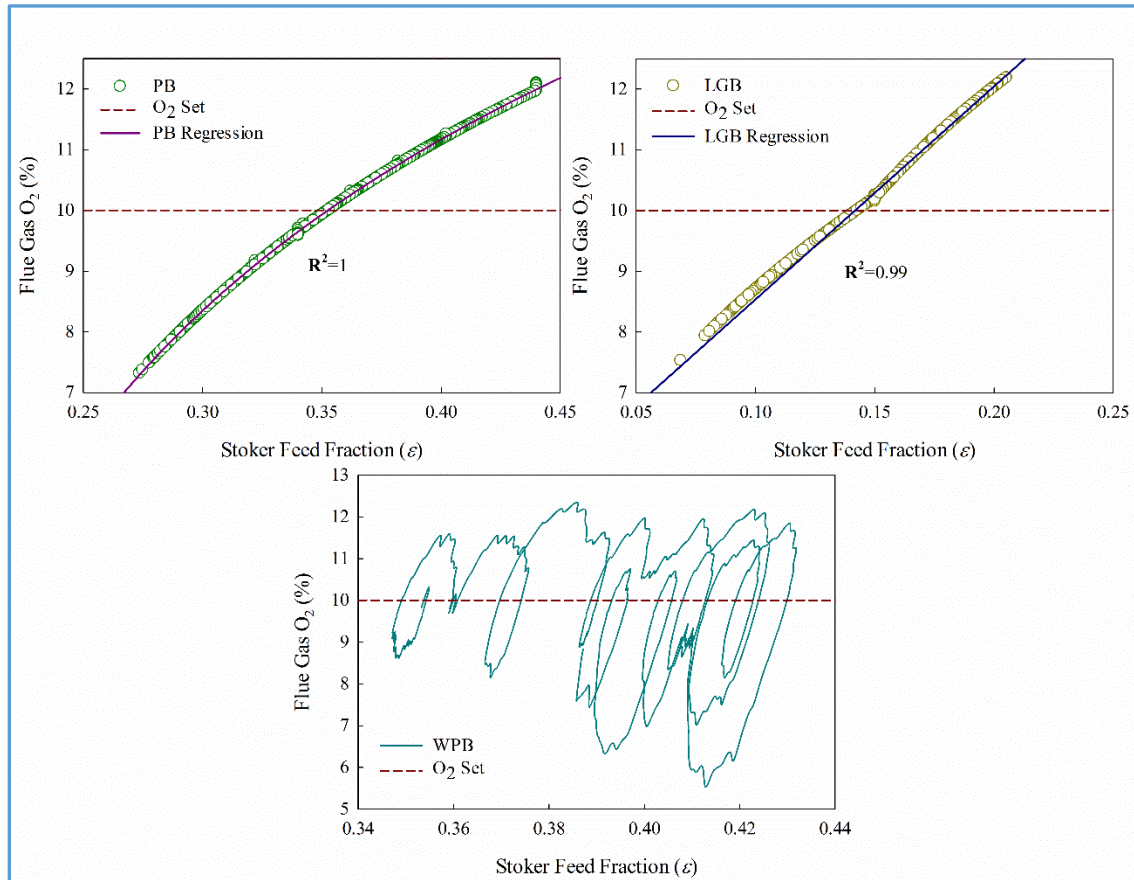 PB
O₂ Set
PB Regression
R²=1
12
11
10
9
8
7
0.25 0.30 0.35 0.40 0.45
Flue Gas O₂ (%)
Stoker Feed Fraction (ε)
LGB
O₂ Set
LGB Regression
R²=0.99
12
11
10
9
8
7
0.05 0.10 0.15 0.20 0.25
Flue Gas O₂ (%)
Stoker Feed Fraction (ε)
13
12
11
10
9
8
7
6
5
WPB
O₂ Set
0.34 0.36 0.38 0.40 0.42 0.44
Flue Gas O₂ (%)
Stoker Feed Fraction (ε)